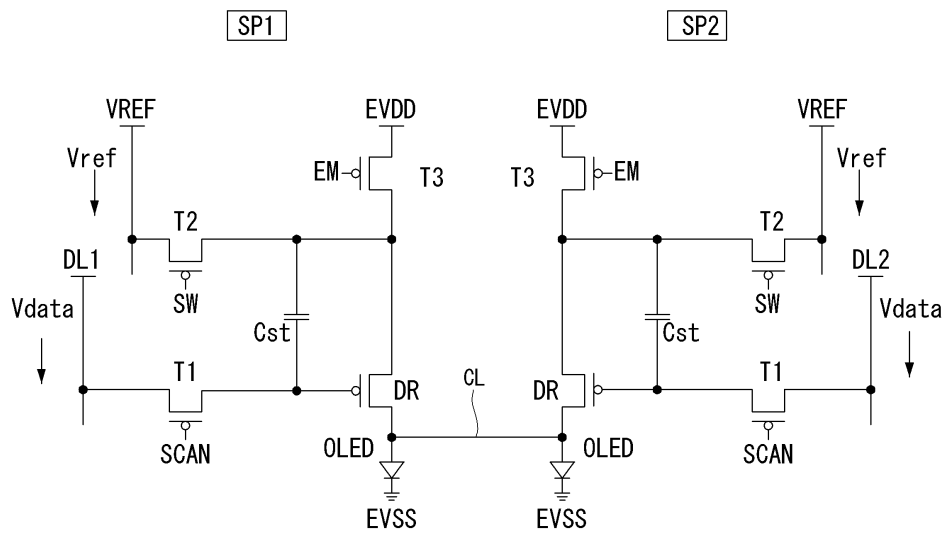 SP1 SP2
VREF EVDD EVDD VREF
Vref EM T3 T3 EM Vref
T2 T2
DL1 DL2
SW SW
Vdata Cst Cst Vdata
T1 T1
DR CL DR
SCAN OLED OLED SCAN
EVSS EVSS